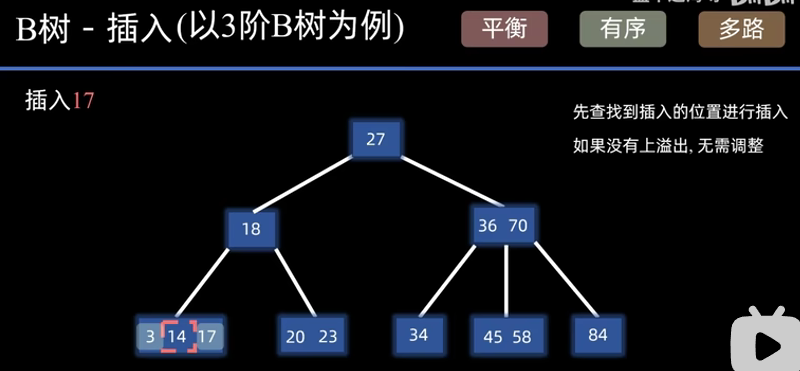 B树 - 插入(以3阶B树为例)
平衡 有序 多路
插入17
先查找到插入的位置进行插入
如果没有上溢出, 无需调整
27
18
36 70
3 14 17
20 23
34
45 58
84